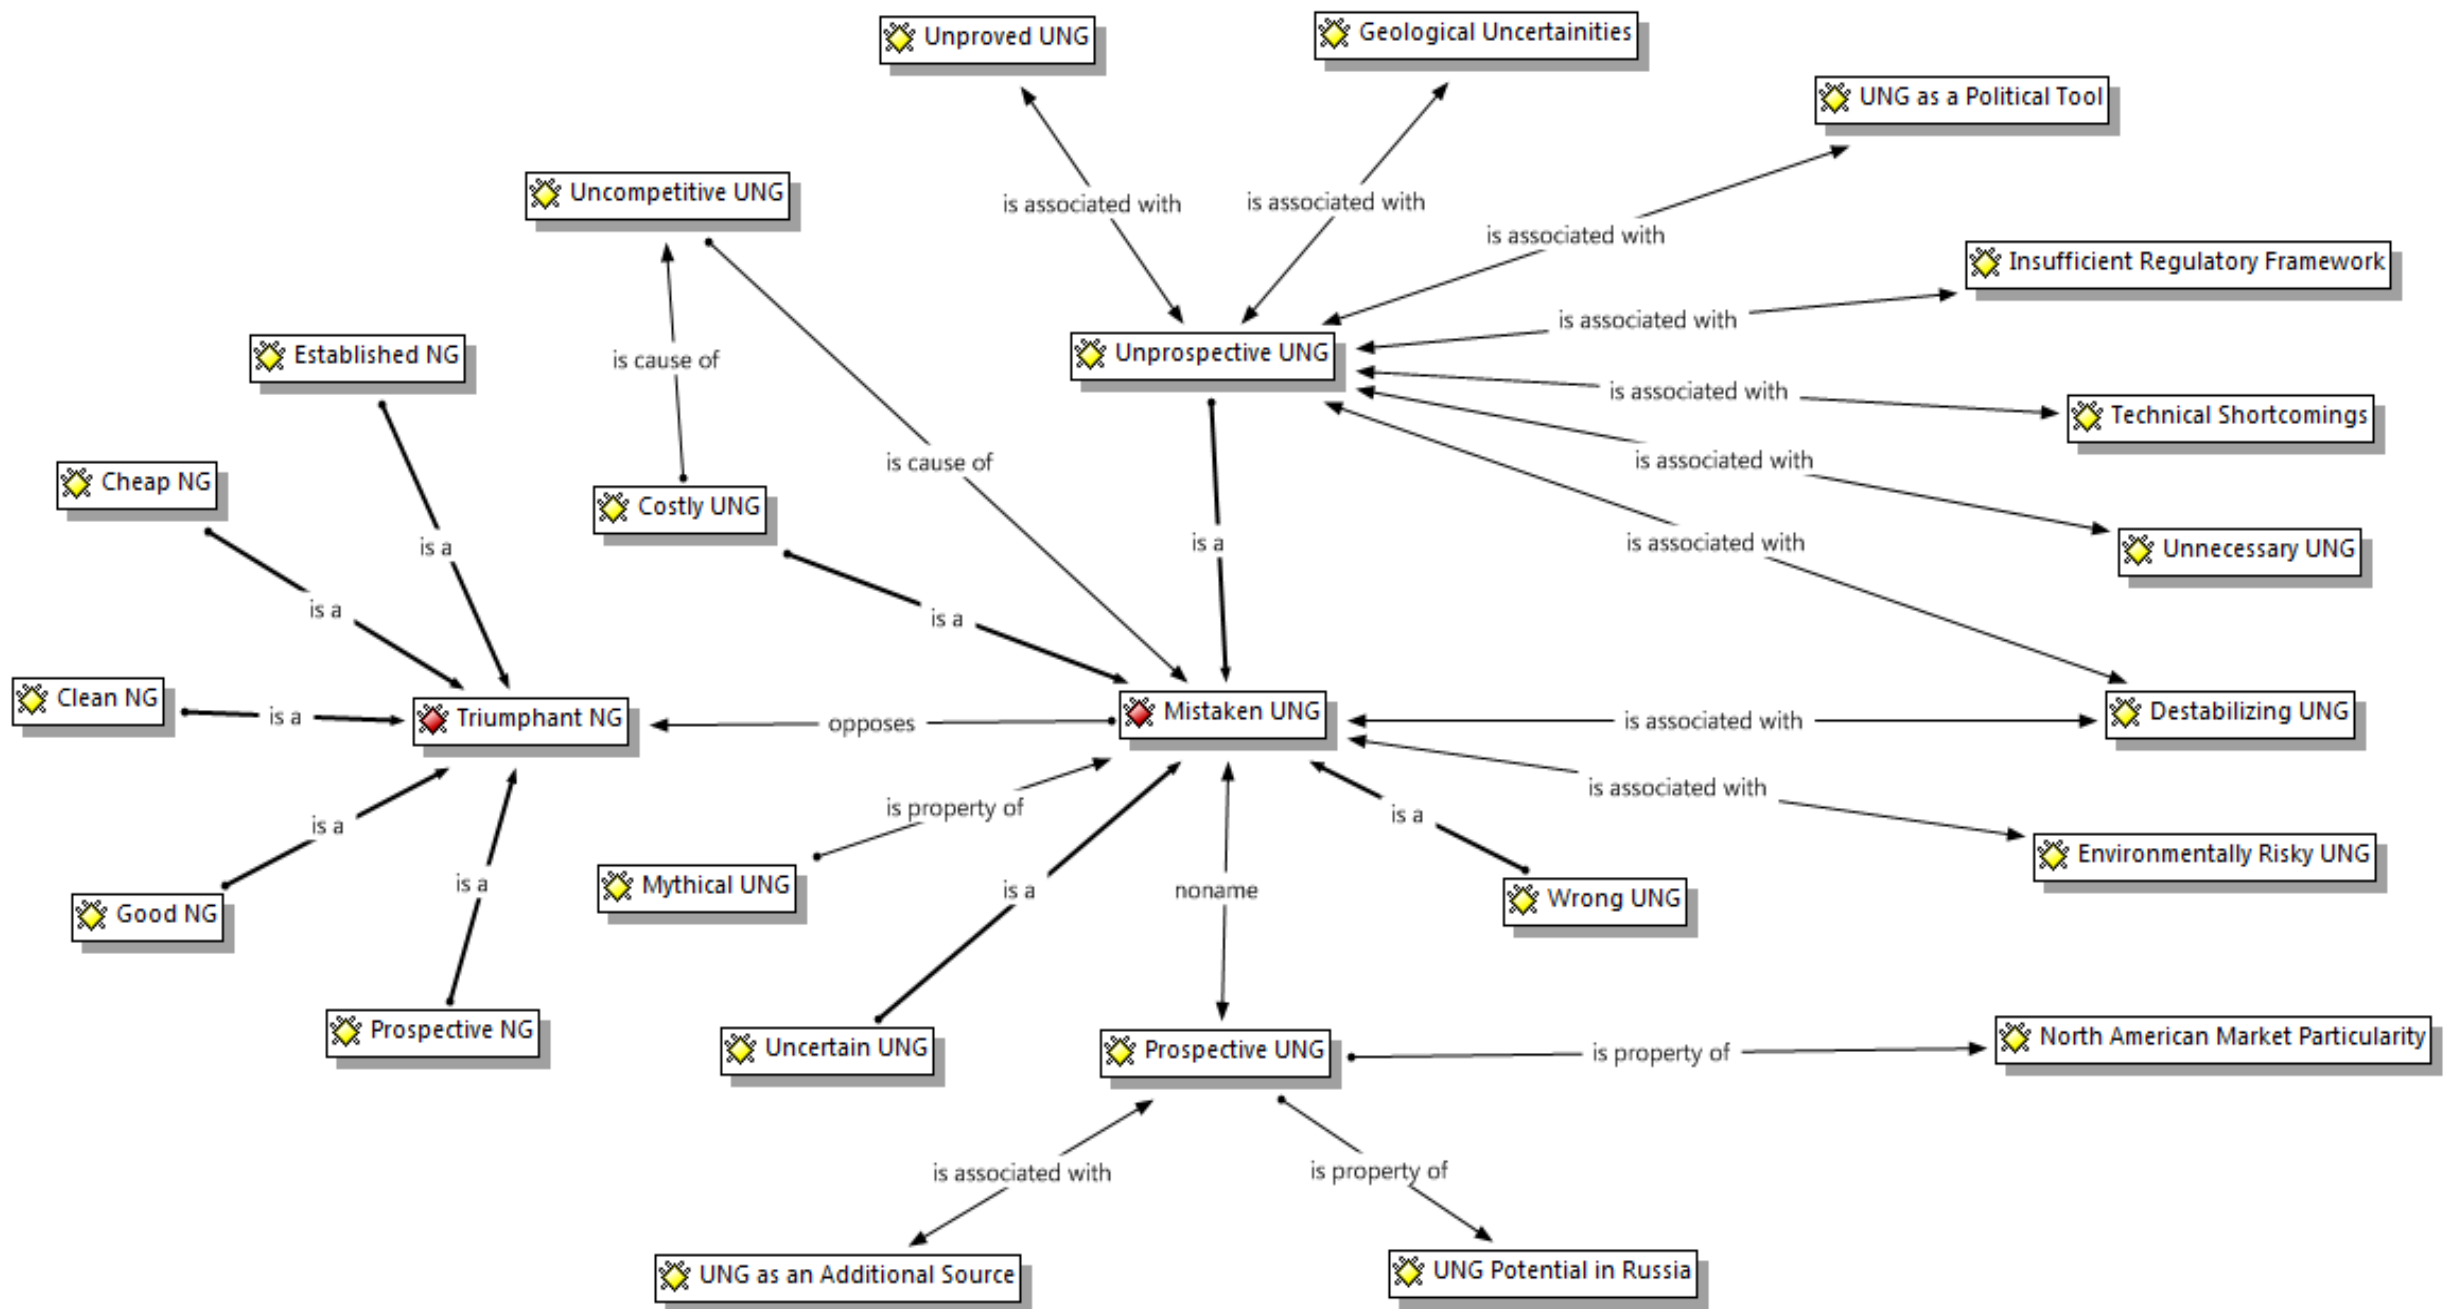 Unproved UNG
Geological Uncertainities
UNG as a Political Tool
Uncompetitive UNG
is associated with
is associated with
is associated with
Insufficient Regulatory Framework
is associated with
Established NG
is cause of
Unprospective UNG
is associated with
Technical Shortcomings
Cheap NG
is cause of
is associated with
Costly UNG
is a
is a
is associated with
Unnecessary UNG
is a
is a
Clean NG
is a
Triumphant NG
opposes
Mistaken UNG
is associated with
Destabilizing UNG
is a
is property of
is a
is associated with
Environmentally Risky UNG
Good NG
is a
Mythical UNG
is a
noname
Wrong UNG
Prospective NG
Uncertain UNG
Prospective UNG
is property of
North American Market Particularity
is associated with
is property of
UNG as an Additional Source
UNG Potential in Russia